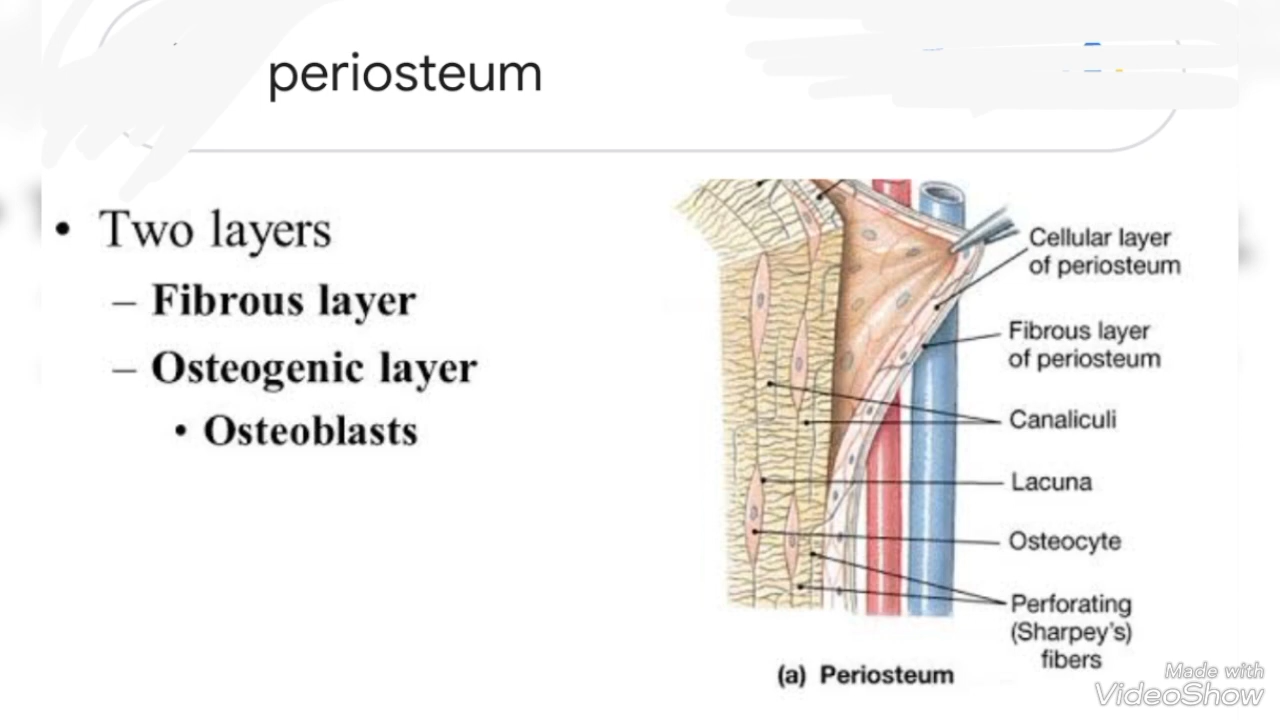 periosteum
• Two layers
– Fibrous layer
– Osteogenic layer
• Osteoblasts
Cellular layer
of periosteum
Fibrous layer
of periosteum
Canaliculi
Lacuna
Osteocyte
Perforating
(Sharpey's)
fibers
(a) Periosteum
Made with
VideoShow